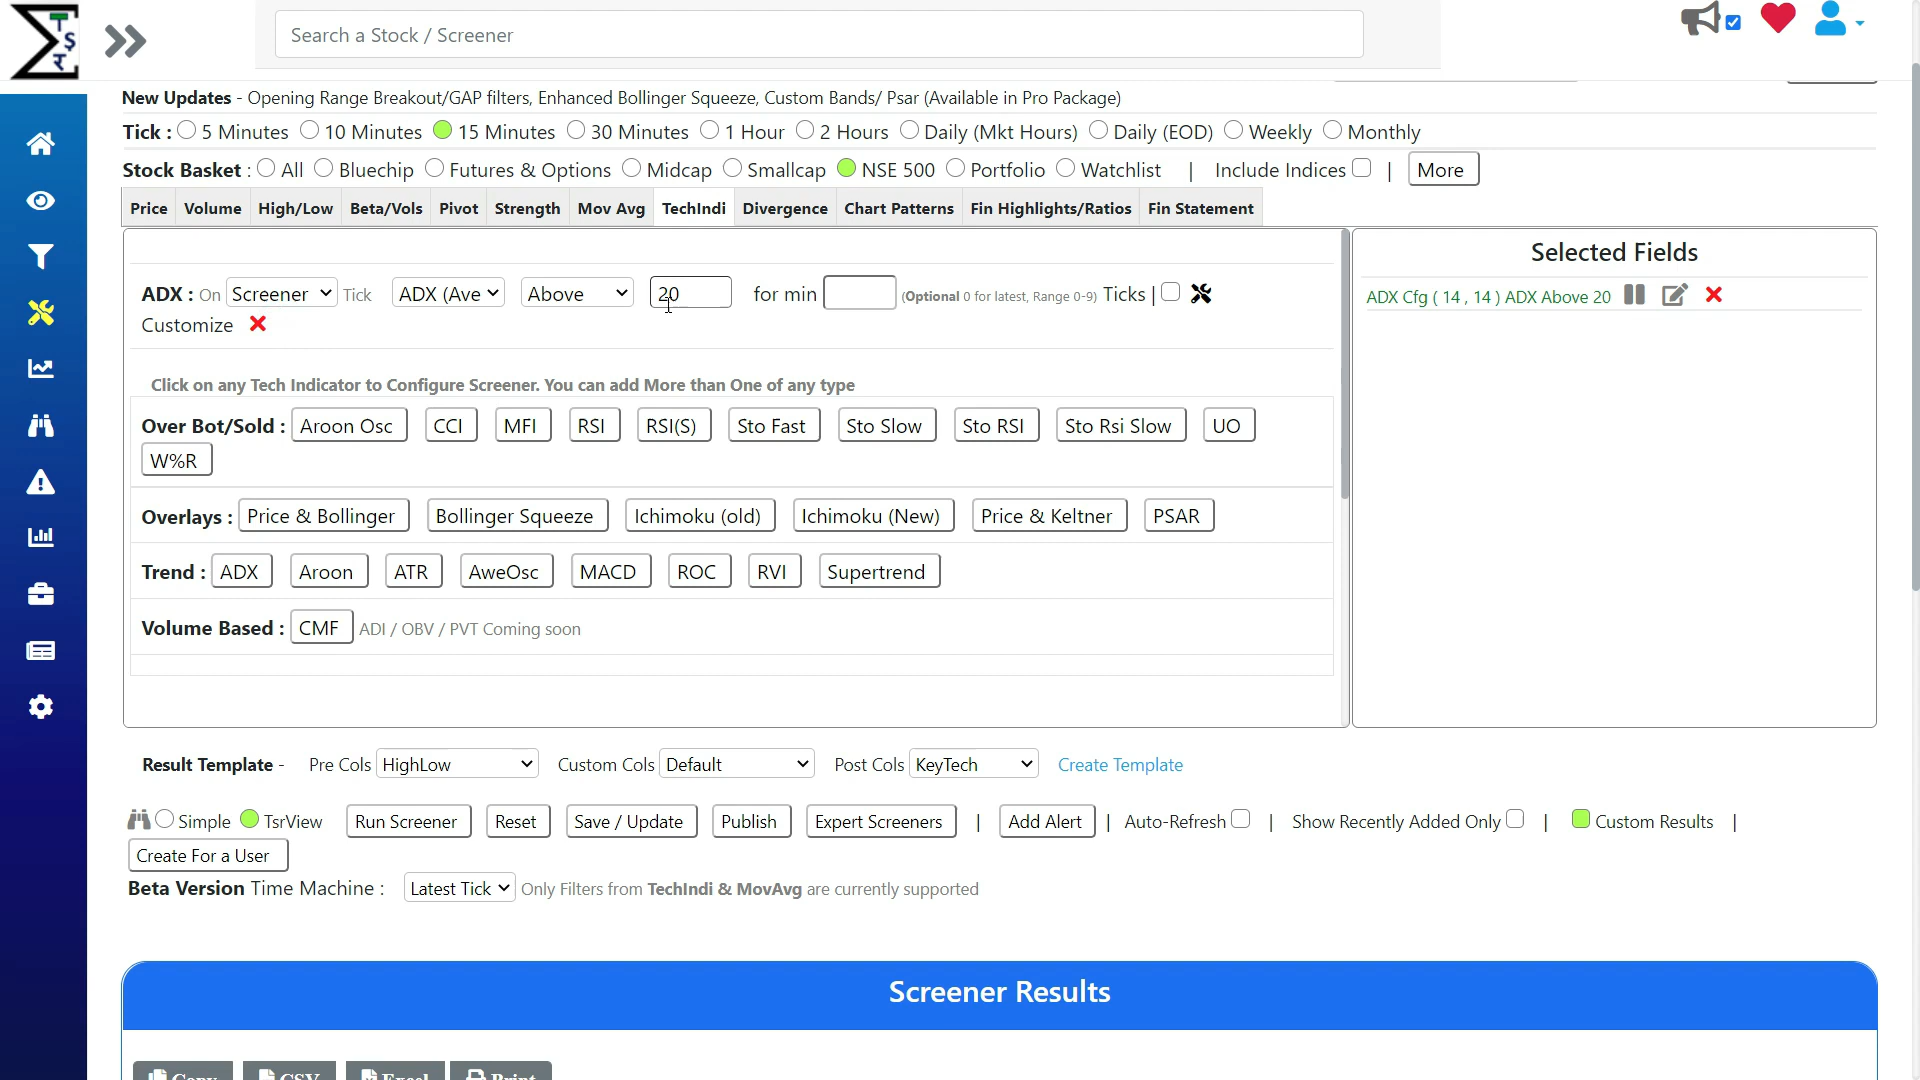 T
$
₹
Search a Stock / Screener
New Updates - Opening Range Breakout/GAP filters, Enhanced Bollinger Squeeze, Custom Bands/ Psar (Available in Pro Package)
Tick : 5 Minutes 10 Minutes 15 Minutes 30 Minutes 1 Hour 2 Hours Daily (Mkt Hours) Daily (EOD) Weekly Monthly
Stock Basket : All Bluechip Futures & Options Midcap Smallcap NSE 500 Portfolio Watchlist | Include Indices | More
Price Volume High/Low Beta/Vols Pivot Strength Mov Avg TechIndi Divergence Chart Patterns Fin Highlights/Ratios Fin Statement
Selected Fields
ADX : On Screener Tick ADX (Ave Above 20 for min (Optional 0 for latest, Range 0-9) Ticks |
Customize
ADX Cfg ( 14 , 14 ) ADX Above 20
Click on any Tech Indicator to Configure Screener. You can add More than One of any type
Over Bot/Sold : Aroon Osc CCI MFI RSI RSI(S) Sto Fast Sto Slow Sto RSI Sto Rsi Slow UO
W%R
Overlays : Price & Bollinger Bollinger Squeeze Ichimoku (old) Ichimoku (New) Price & Keltner PSAR
Trend : ADX Aroon ATR AweOsc MACD ROC RVI Supertrend
Volume Based : CMF ADI / OBV / PVT Coming soon
Result Template - Pre Cols HighLow Custom Cols Default Post Cols KeyTech Create Template
Simple TsrView Run Screener Reset Save / Update Publish Expert Screeners | Add Alert | Auto-Refresh | Show Recently Added Only | Custom Results |
Create For a User
Beta Version Time Machine : Latest Tick Only Filters from TechIndi & MovAvg are currently supported
Screener Results
Copy CSV Excel Print